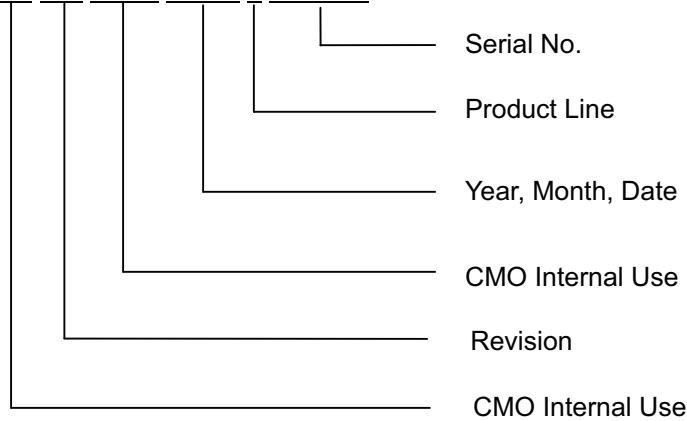 Serial No.
Product Line
Year, Month, Date
CMO Internal Use
Revision
CMO Internal Use